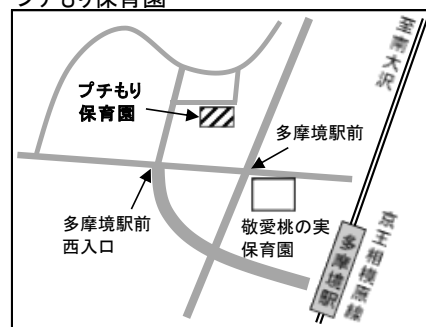 プチもり保育園
至南大沢
プチもり
保育園
多摩境駅前
多摩境駅前
西入口
敬愛桃の実
保育園
多摩境駅
京王相模原線